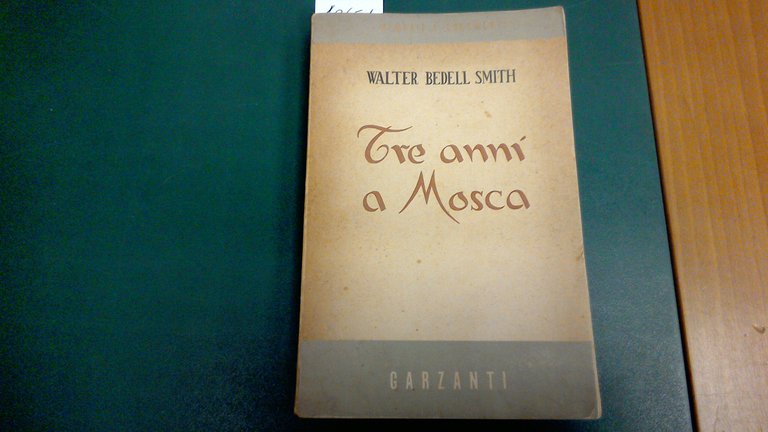 WALTER BEDELL SMITH
Tre anni
a Mosca
GARZANTI